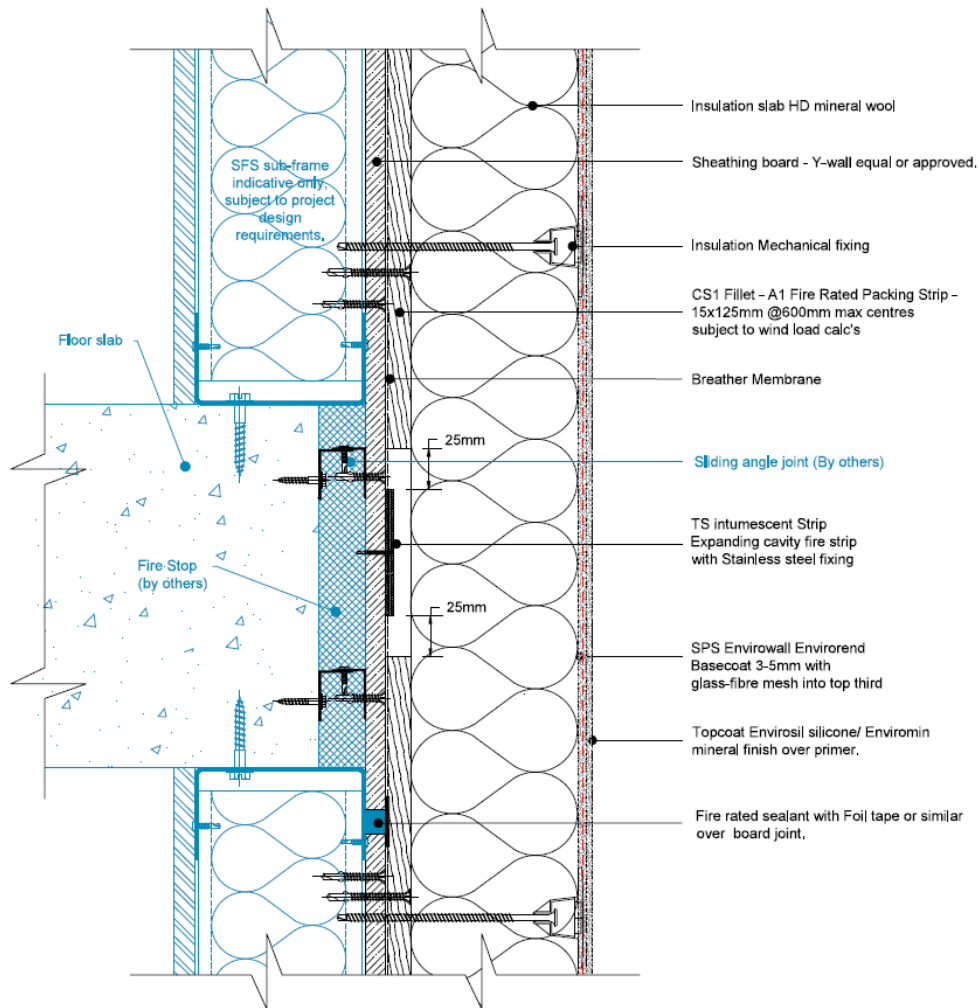 Insulation slab HD mineral wool
SFS sub-frame
indicative only,
subject to project
design
requirements.
Sheathing board - Y-wall equal or approved.
Insulation Mechanical fixing
CS1 Fillet - A1 Fire Rated Packing Strip -
15x125mm @600mm max centres
subject to wind load calc's
Floor slab
Breather Membrane
25mm
Sliding angle joint (By others)
TS intumescent Strip
Expanding cavity fire strip
with Stainless steel fixing
Fire Stop
(by others)
25mm
SPS Envirowall Envirorend
Basecoat 3-5mm with
glass-fibre mesh into top third
Topcoat Envirosil silicone/ Enviromin
mineral finish over primer.
Fire rated sealant with Foil tape or similar
over board joint,